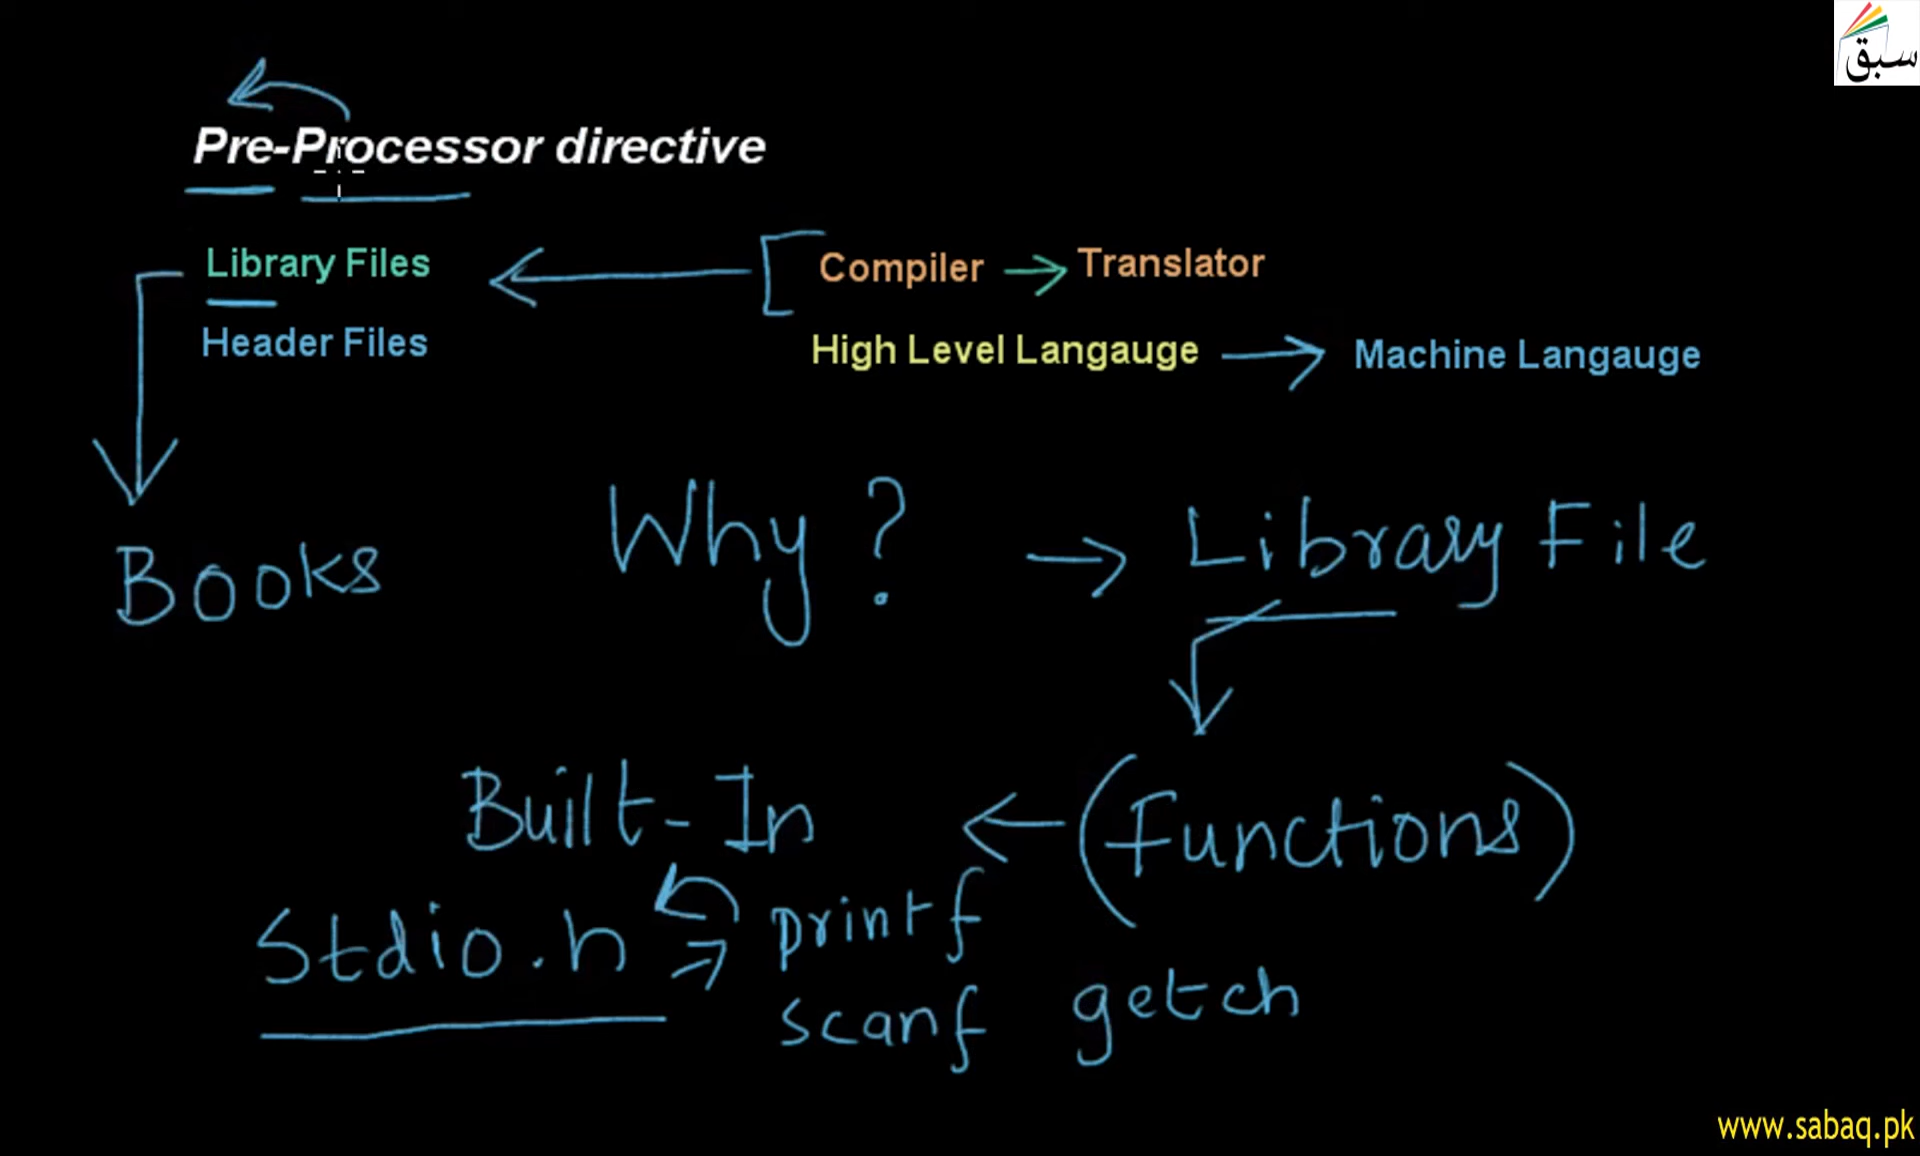 سبق
Pre-Processor directive
Library Files
Compiler → Translator
Header Files
High Level Langauge → Machine Langauge
Books
Why? → Library File
Built-In ← (Functions)
Stdio.h → printf
scanf getch
www.sabaq.pk